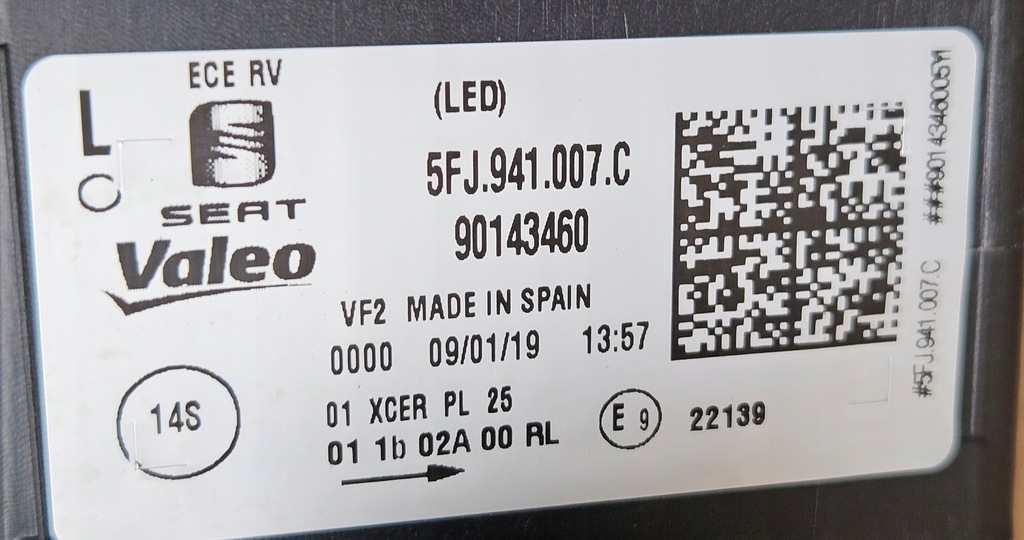 L
ECE RV
SEAT
Valeo
(LED)
5FJ.941.007.C
90143460
VF2 MADE IN SPAIN
0000 09/01/19 13:57
14S
01 XCER PL 25
01 1b 02A 00 RL
E 9 22139
#5FJ.941.007.C ###9014346005YI